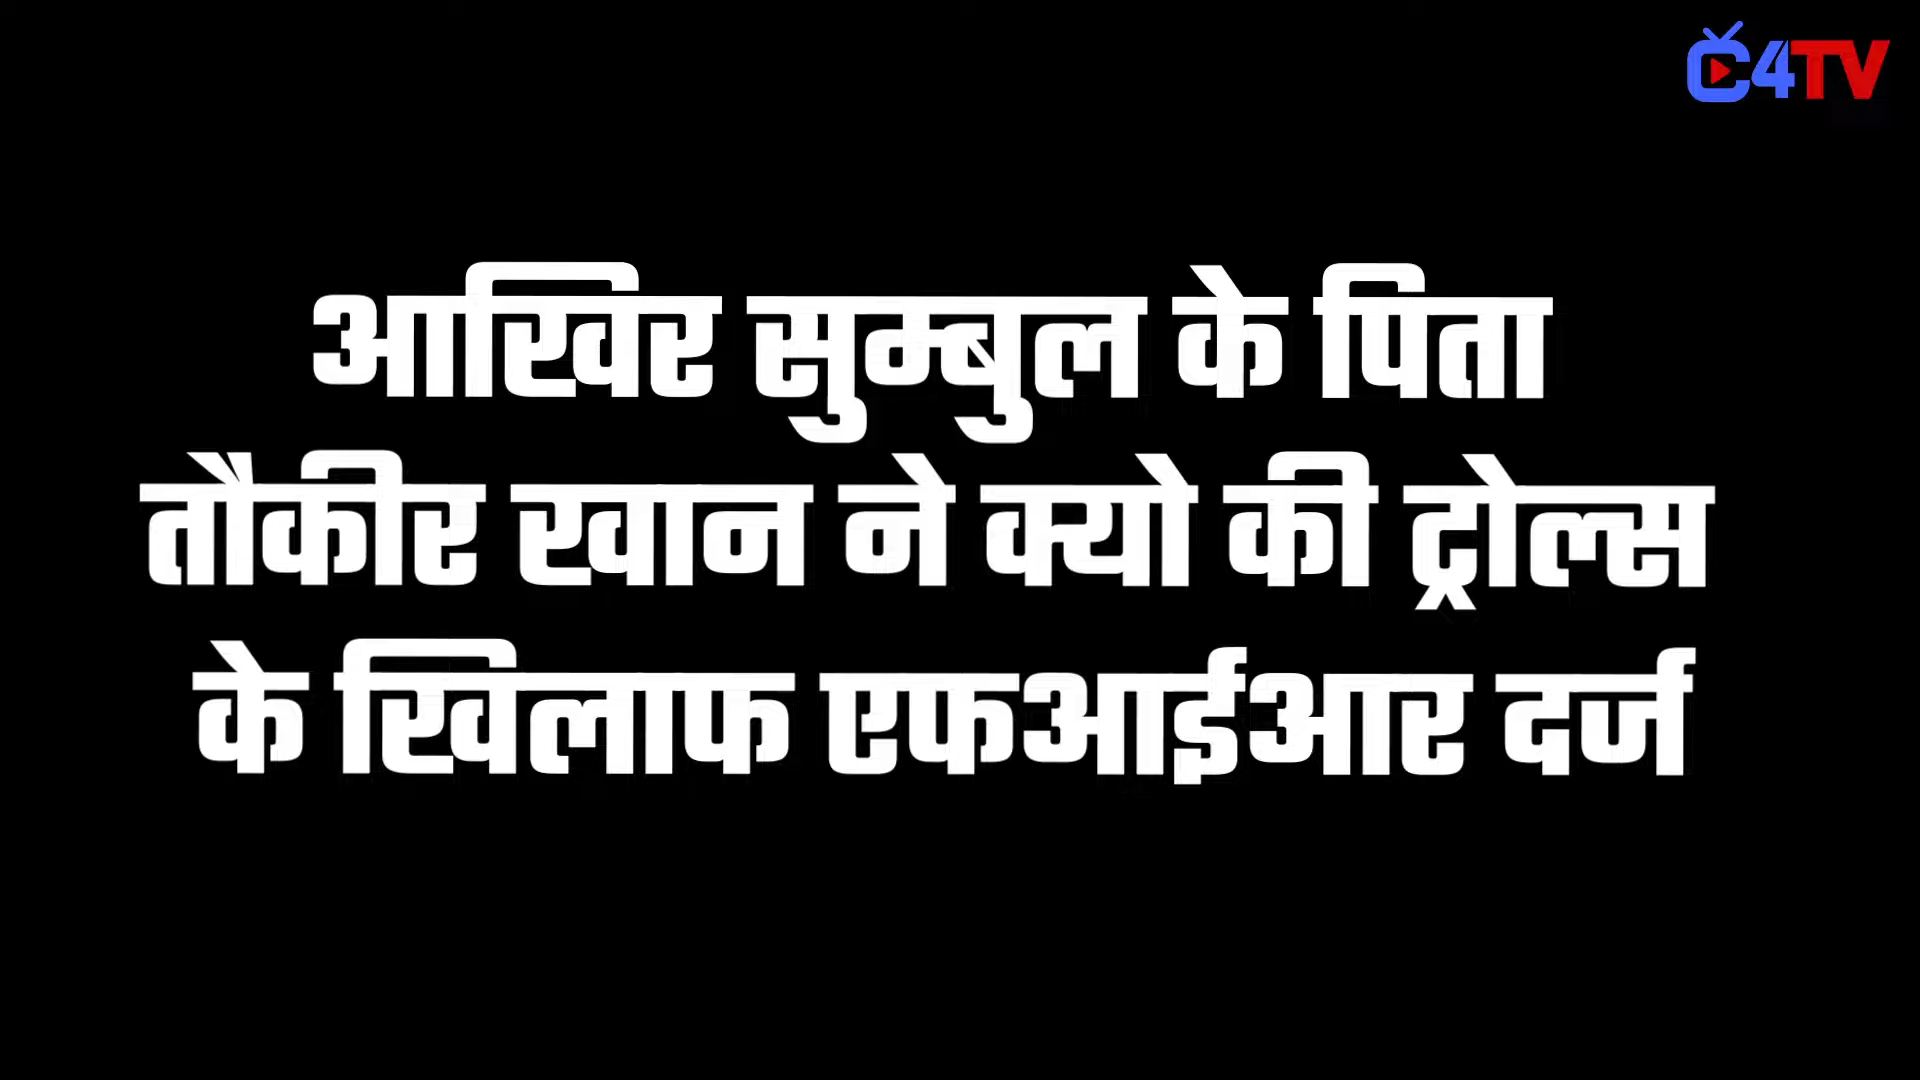 C4TV
आखिर सुम्बुल के पिता
तौकीर खान ने क्यो की ट्रोल्स
के खिलाफ एफआईआर दर्ज